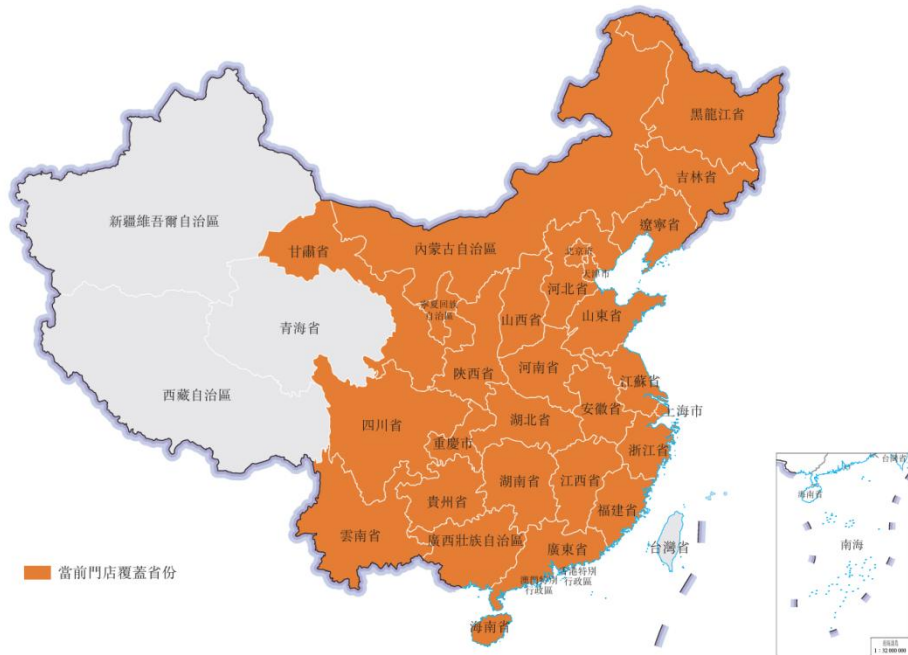 黑龍江省
吉林省
遼寧省
新疆維吾爾自治區
甘肅省
內蒙古自治區
北京市
天津市
河北省
寧夏回族
自治區
山西省
山東省
青海省
陝西省
河南省
江蘇省
西藏自治區
安徽省
上海市
四川省
湖北省
重慶市
浙江省
湖南省
江西省
貴州省
福建省
雲南省
廣西壯族自治區
廣東省
台灣省
香港特別
行政區
澳門特別
行政區
海南省
當前門店覆蓋省份
台灣省
海南省
南海